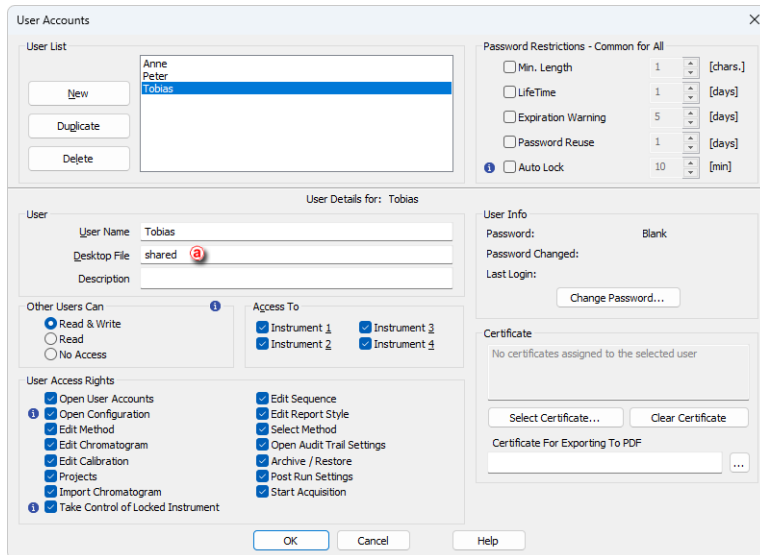 User Accounts
User List
Anne
Peter
Tobias
New
Duplicate
Delete
Password Restrictions - Common for All
Min. Length 1 [chars.]
LifeTime 1 [days]
Expiration Warning 5 [days]
Password Reuse 1 [days]
Auto Lock 10 [min]
User Details for: Tobias
User
User Name Tobias
Desktop File shared a
Description
User Info
Password: Blank
Password Changed:
Last Login:
Change Password...
Other Users Can
Read & Write
Read
No Access
Access To
Instrument 1 Instrument 3
Instrument 2 Instrument 4
Certificate
No certificates assigned to the selected user
Select Certificate... Clear Certificate
Certificate For Exporting To PDF
...
User Access Rights
Open User Accounts
Open Configuration
Edit Method
Edit Chromatogram
Edit Calibration
Projects
Import Chromatogram
Take Control of Locked Instrument
Edit Sequence
Edit Report Style
Select Method
Open Audit Trail Settings
Archive / Restore
Post Run Settings
Start Acquisition
OK Cancel Help